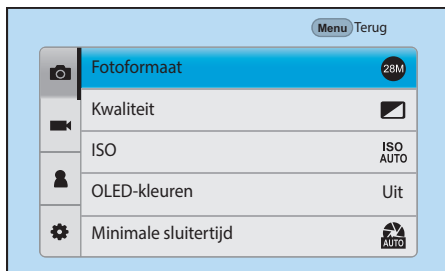 Menu Terug
Fotoformaat 28M
Kwaliteit
ISO ISO AUTO
OLED-kleuren Uit
Minimale sluitertijd AUTO